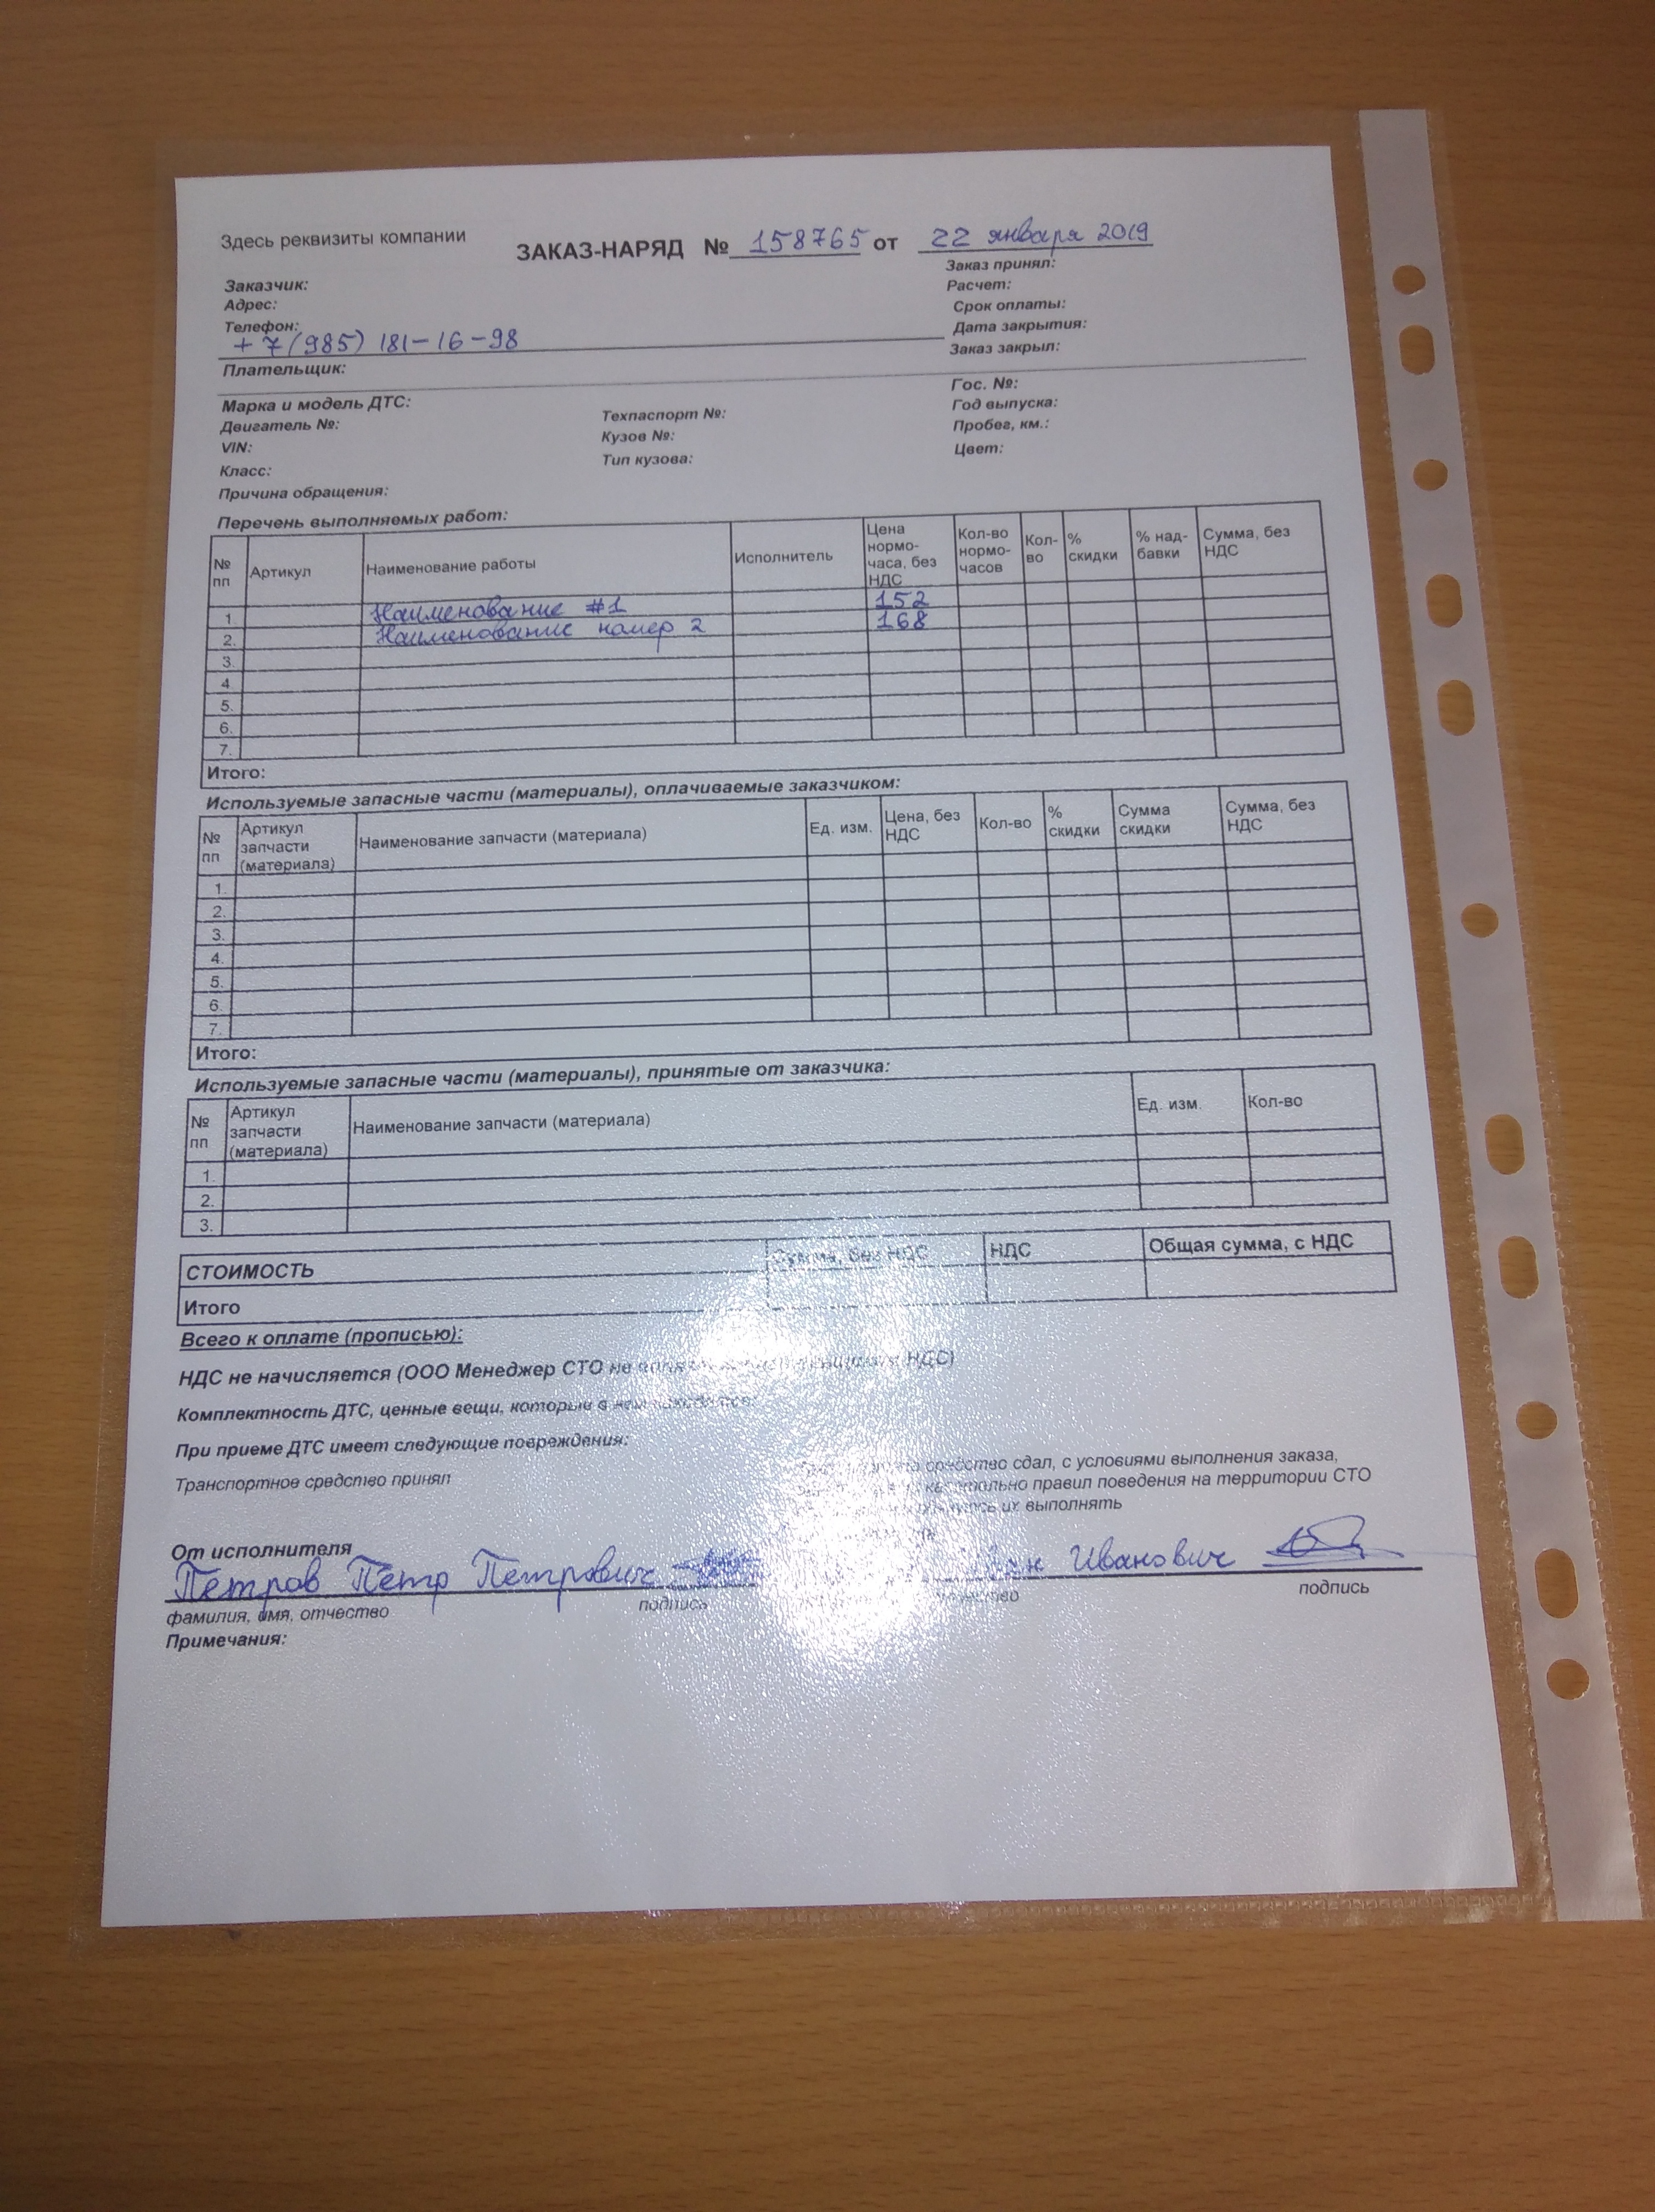 Здесь реквизиты компании
ЗАКАЗ-НАРЯД № 158765 от 22 января 2019
Заказчик:
Адрес:
Телефон:
+7(985) 181-16-98
Плательщик:
Заказ принял:
Расчет:
Срок оплаты:
Дата закрытия:
Заказ закрыл:
Марка и модель ДТС:
Двигатель №:
VIN:
Класс:
Причина обращения:
Техпаспорт №:
Кузов №:
Тип кузова:
Гос. №:
Год выпуска:
Пробег, км.:
Цвет:
Перечень выполняемых работ:
№ пп Артикул Наименование работы Исполнитель Цена нормо-часа, без НДС Кол-во нормо-часов Кол-во % скидки % над-бавки Сумма, без НДС
1. Наименование #1 152
2. Наименование номер 2 168
3.
4
5.
6.
7.
Итого:
Используемые запасные части (материалы), оплачиваемые заказчиком:
№ пп Артикул запчасти (материала) Наименование запчасти (материала) Ед. изм. Цена, без НДС Кол-во % скидки Сумма скидки Сумма, без НДС
1.
2.
3.
4.
5.
6.
7.
Итого:
Используемые запасные части (материалы), принятые от заказчика:
№ пп Артикул запчасти (материала) Наименование запчасти (материала) Ед. изм. Кол-во
1.
2.
3.
СТОИМОСТЬ Сумма, без НДС НДС Общая сумма, с НДС
Итого
Всего к оплате (прописью):
НДС не начисляется (ООО Менеджер СТО не НДС)
Комплектность ДТС, ценные вещи, которые в
При приеме ДТС имеет следующие повреждения:
Транспортное средство принял
средство сдал, с условиями выполнения заказа,
правил поведения на территории СТО
их выполнять
От исполнителя
Петров Петр Петрович
Иванович
фамилия, имя, отчество подпись
подпись
Примечания: